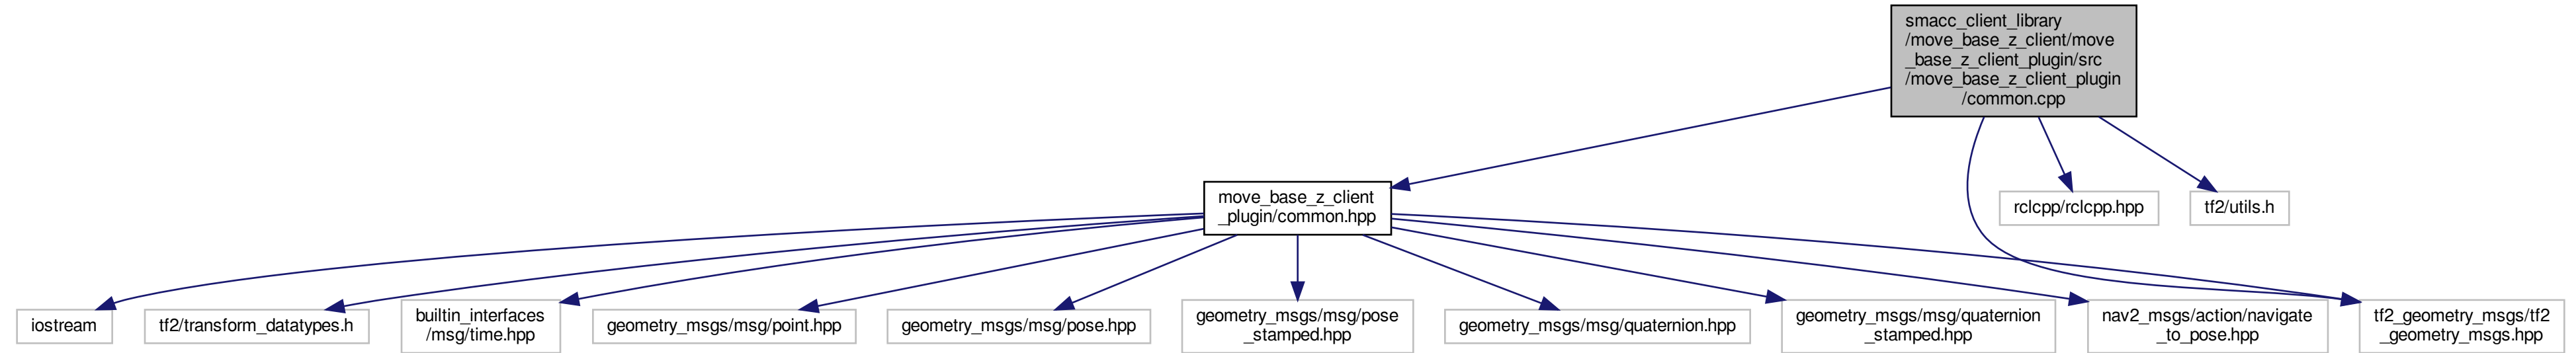 smacc_client_library
/move_base_z_client/move
_base_z_client_plugin/src
/move_base_z_client_plugin
/common.cpp
move_base_z_client
_plugin/common.hpp
rclcpp/rclcpp.hpp
tf2/utils.h
iostream
tf2/transform_datatypes.h
builtin_interfaces
/msg/time.hpp
geometry_msgs/msg/point.hpp
geometry_msgs/msg/pose.hpp
geometry_msgs/msg/pose
_stamped.hpp
geometry_msgs/msg/quaternion.hpp
geometry_msgs/msg/quaternion
_stamped.hpp
nav2_msgs/action/navigate
_to_pose.hpp
tf2_geometry_msgs/tf2
_geometry_msgs.hpp